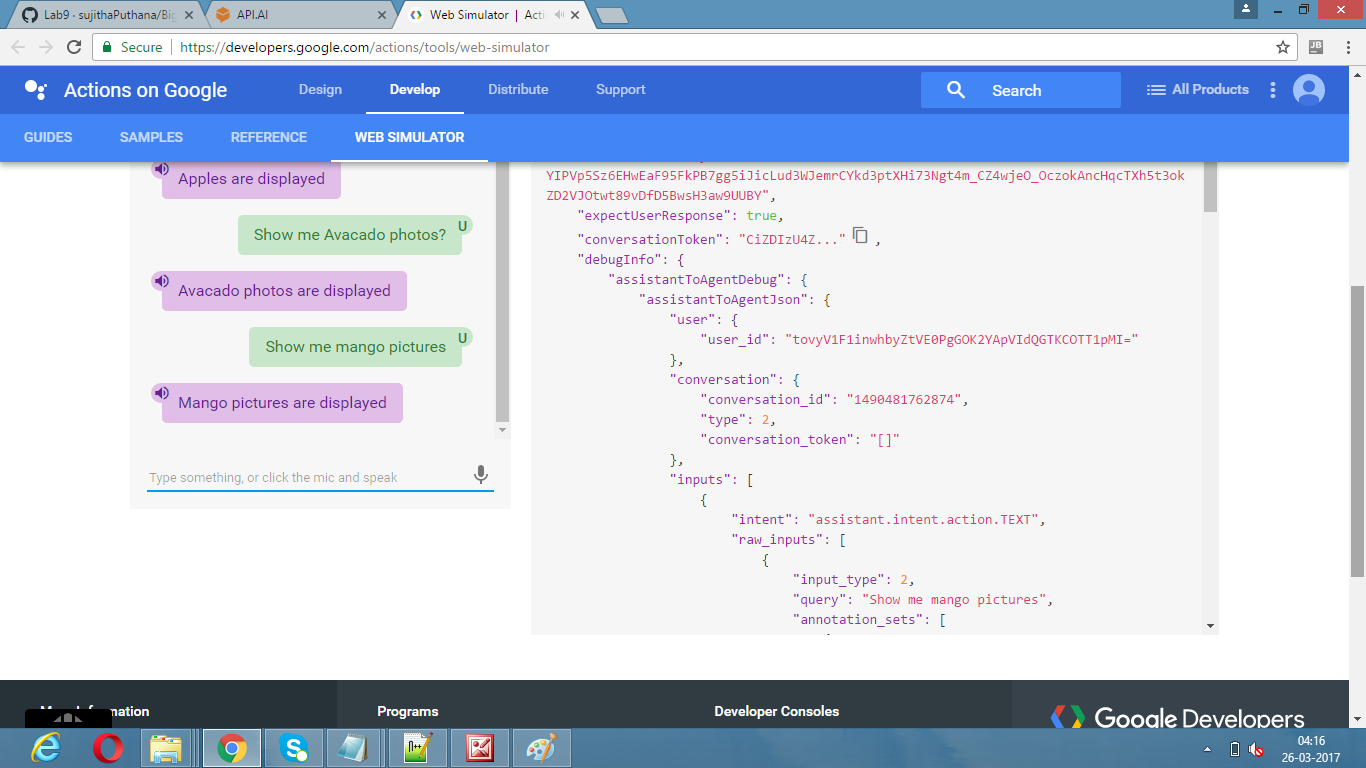 Lab9 · sujithaPuthana/Big
API.AI
Web Simulator | Acti
Secure
https://developers.google.com/actions/tools/web-simulator
JB
Actions on Google
Design
Develop
Distribute
Support
Search
All Products
GUIDES
SAMPLES
REFERENCE
WEB SIMULATOR
Apples are displayed
Show me Avacado photos?
U
Avacado photos are displayed
Show me mango pictures
U
Mango pictures are displayed
Type something, or click the mic and speak
YIPVp5Sz6EHwEaF95FkPB7gg5iJicLud3WJemrCYkd3ptXHi73Ngt4m_CZ4wjeO_OczokAncHqcTXh5t3ok
ZD2VJOtwt89vDfD5BwsH3aw9UUBY",
"expectUserResponse": true,
"conversationToken": "CiZDIzU4Z..." ,
"debugInfo": {
"assistantToAgentDebug": {
"assistantToAgentJson": {
"user": {
"user_id": "tovyV1F1inwhbyZtVE0PgGOK2YApVIdQGTKCOTT1pMI="
},
"conversation": {
"conversation_id": "1490481762874",
"type": 2,
"conversation_token": "[]"
},
"inputs": [
{
"intent": "assistant.intent.action.TEXT",
"raw_inputs": [
{
"input_type": 2,
"query": "Show me mango pictures",
"annotation_sets": [
Programs
Developer Consoles
Google Developers
04:16
26-03-2017